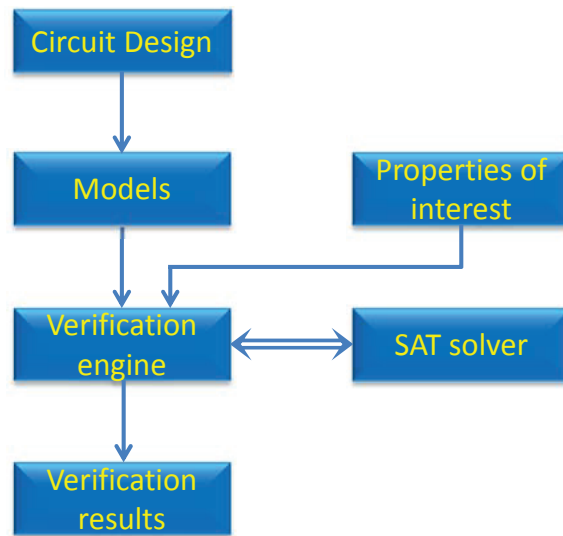 Circuit Design
Models
Properties of
interest
Verification
engine
SAT solver
Verification
results